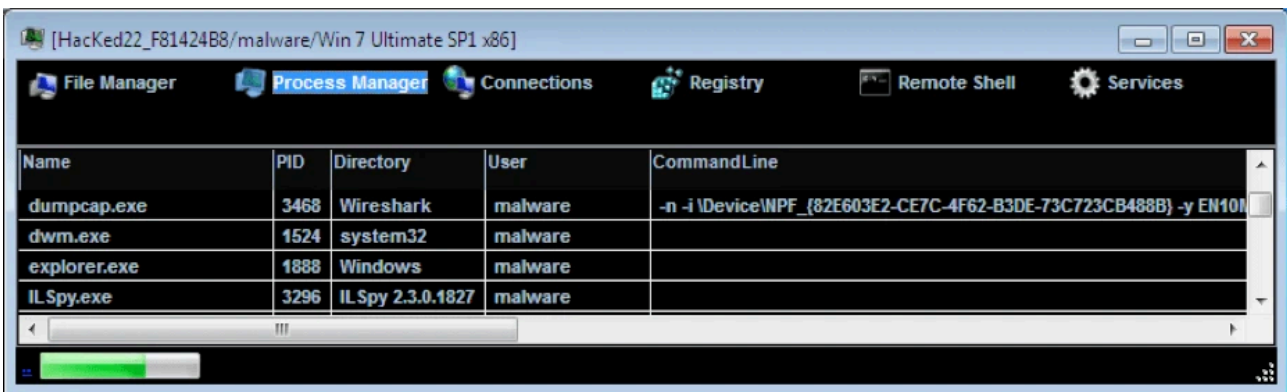 [HacKed22_F81424B8/malware/Win 7 Ultimate SP1 x86]
File Manager Process Manager Connections Registry Remote Shell Services
Name PID Directory User CommandLine
dumpcap.exe 3468 Wireshark malware -n -i \Device\NPF_{82E603E2-CE7C-4F62-B3DE-73C723CB488B} -y EN10M
dwm.exe 1524 system32 malware
explorer.exe 1888 Windows malware
ILSpy.exe 3296 ILSpy 2.3.0.1827 malware